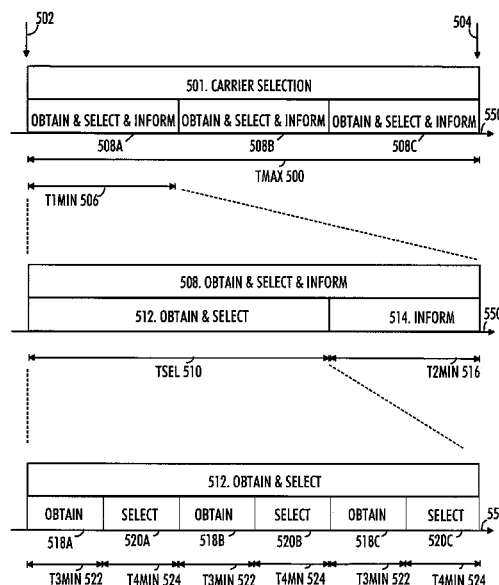 502
504
501. CARRIER SELECTION
OBTAIN & SELECT & INFORM OBTAIN & SELECT & INFORM OBTAIN & SELECT & INFORM 550
508A 508B 508C
TMAX 500
T1MIN 506
508. OBTAIN & SELECT & INFORM
512. OBTAIN & SELECT 514. INFORM 550
TSEL 510 T2MIN 516
512. OBTAIN & SELECT
OBTAIN SELECT OBTAIN SELECT OBTAIN SELECT
518A 520A 518B 520B 518C 520C
T3MIN 522 T4MIN 524 T3MIN 522 T4MN 524 T3MIN 522 T4MIN 524